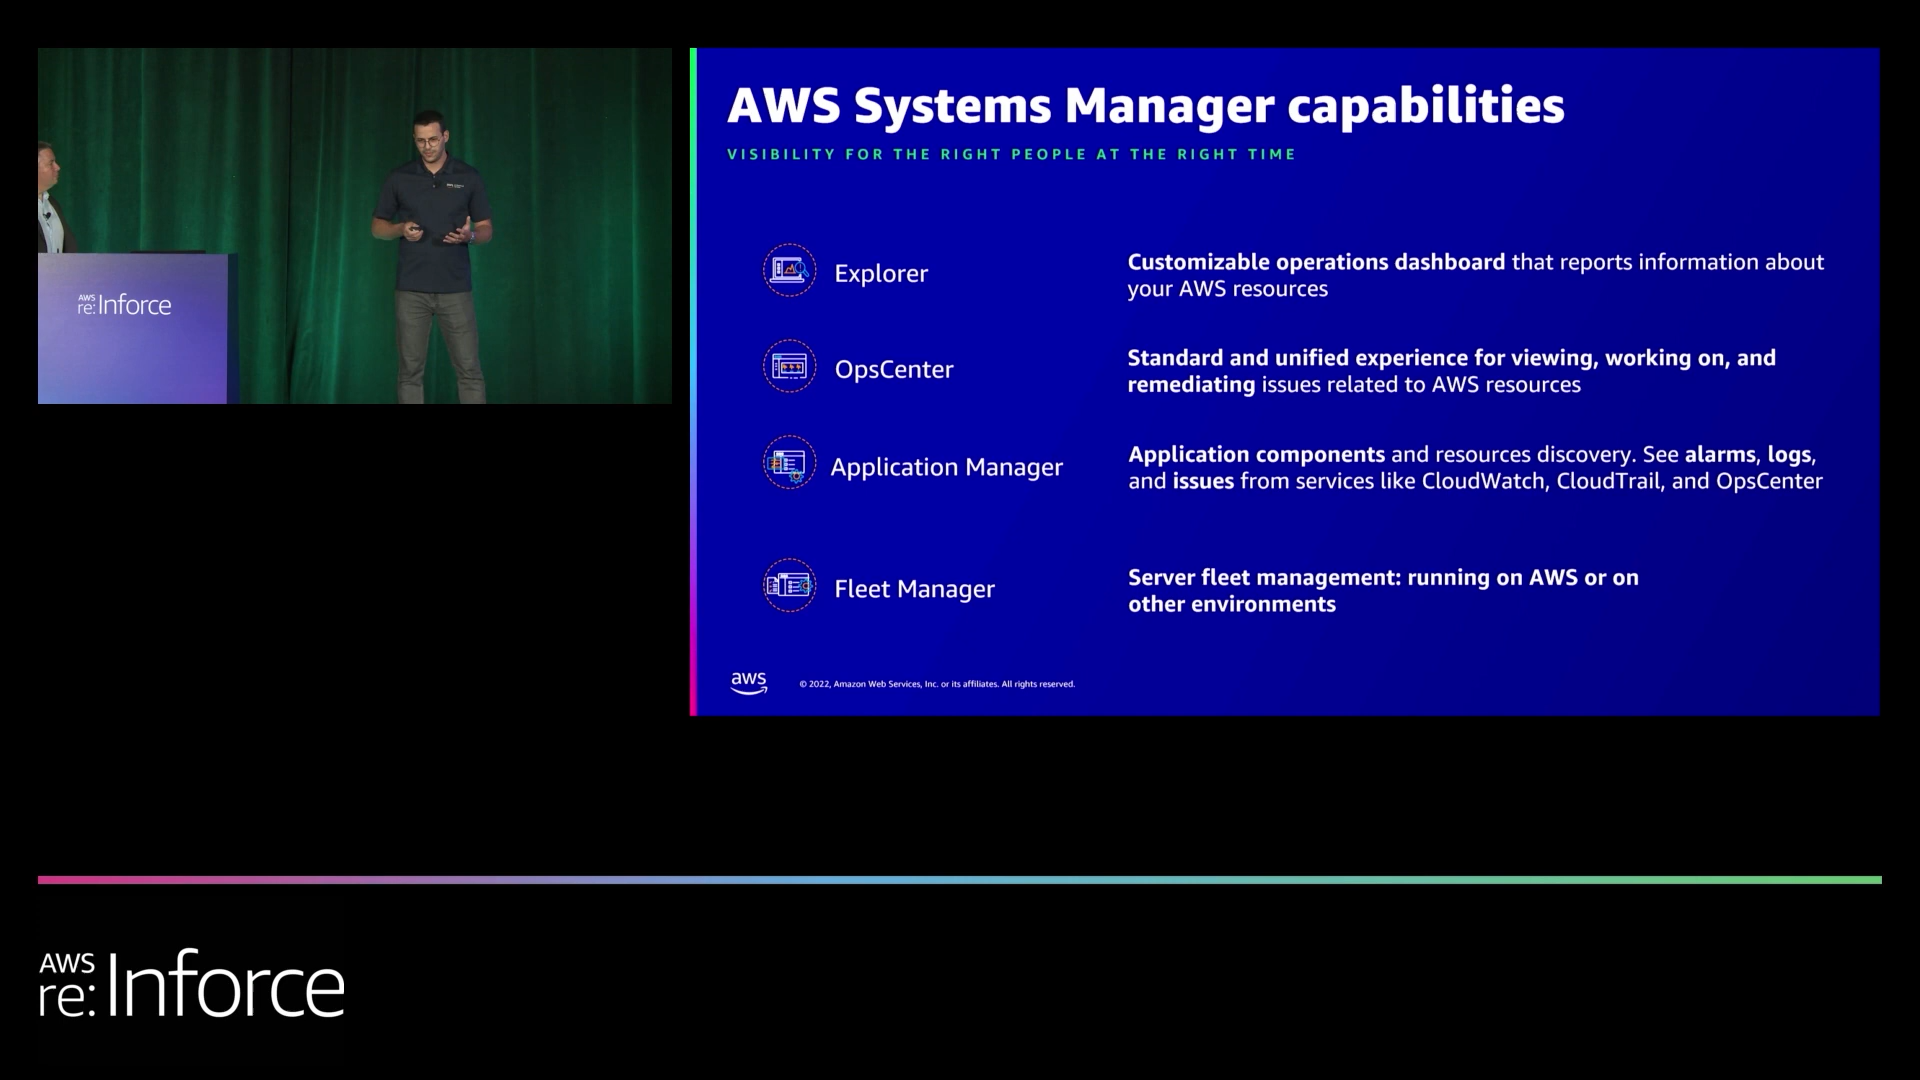 AWS
re:Inforce
AWS Systems Manager capabilities
VISIBILITY FOR THE RIGHT PEOPLE AT THE RIGHT TIME
Explorer
Customizable operations dashboard that reports information about
your AWS resources
OpsCenter
Standard and unified experience for viewing, working on, and
remediating issues related to AWS resources
Application Manager
Application components and resources discovery. See alarms, logs,
and issues from services like CloudWatch, CloudTrail, and OpsCenter
Fleet Manager
Server fleet management: running on AWS or on
other environments
aws
© 2022, Amazon Web Services, Inc. or its affiliates. All rights reserved.
AWS
re:Inforce